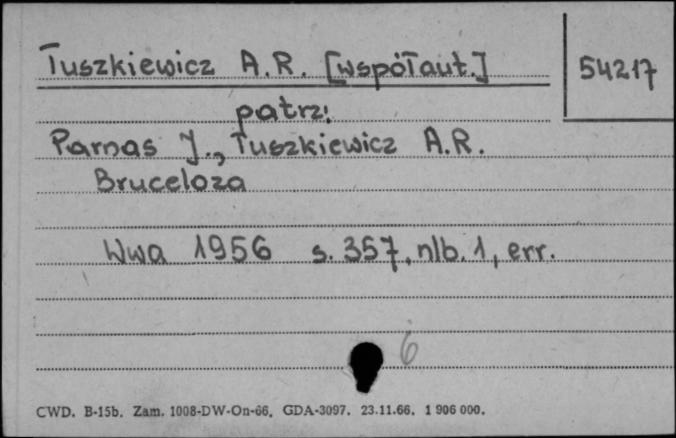 Tuszkiewicz A.R. [współaut.]
54217
patrz:
Parnas J., Tuszkiewicz A.R.
Bruceloza
Wwa 1956 s. 357, nlb. 1, err.
6
CWD. B-15b. Zam. 1008-DW-On-66. GDA-3097. 23.11.66. 1 906 000.